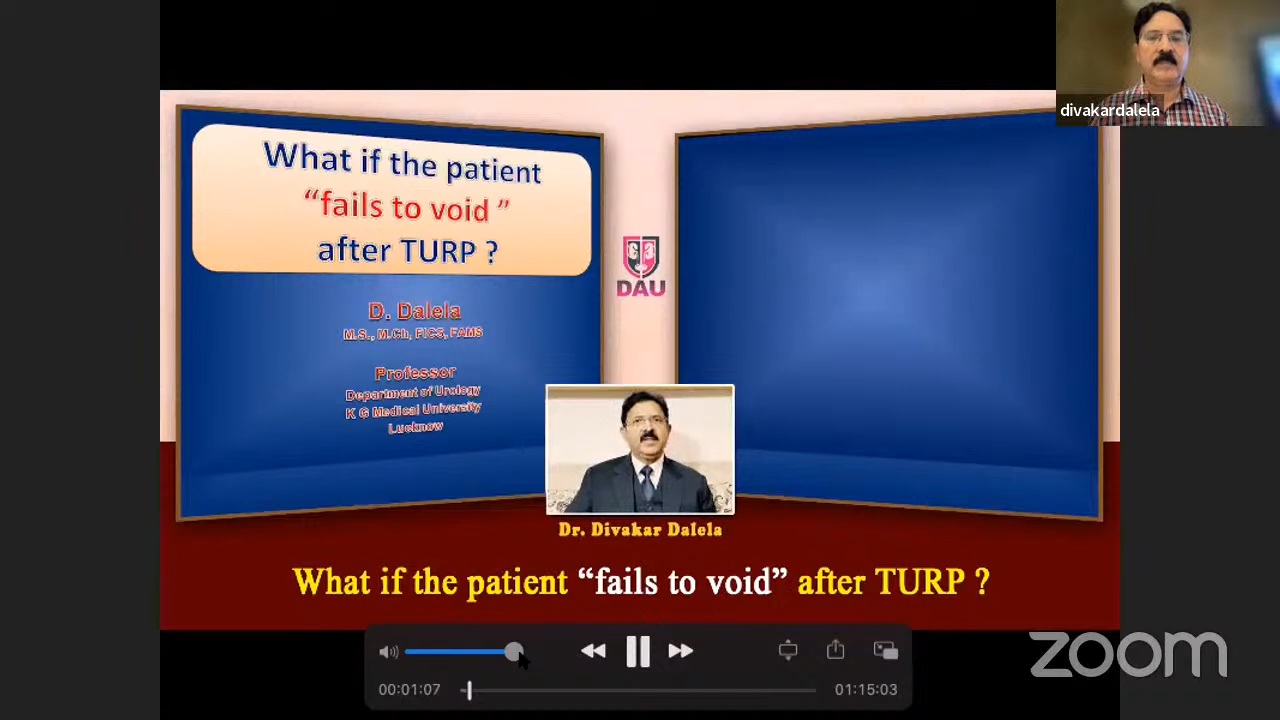 divakardalela
What if the patient
“fails to void ”
after TURP ?
D. Dalela
M.S., M.Ch, FICS, FAMS
Professor
Department of Urology
K G Medical University
Lucknow
DAU
Dr. Divakar Dalela
What if the patient “fails to void” after TURP ?
zoom
00:01:07
01:15:03